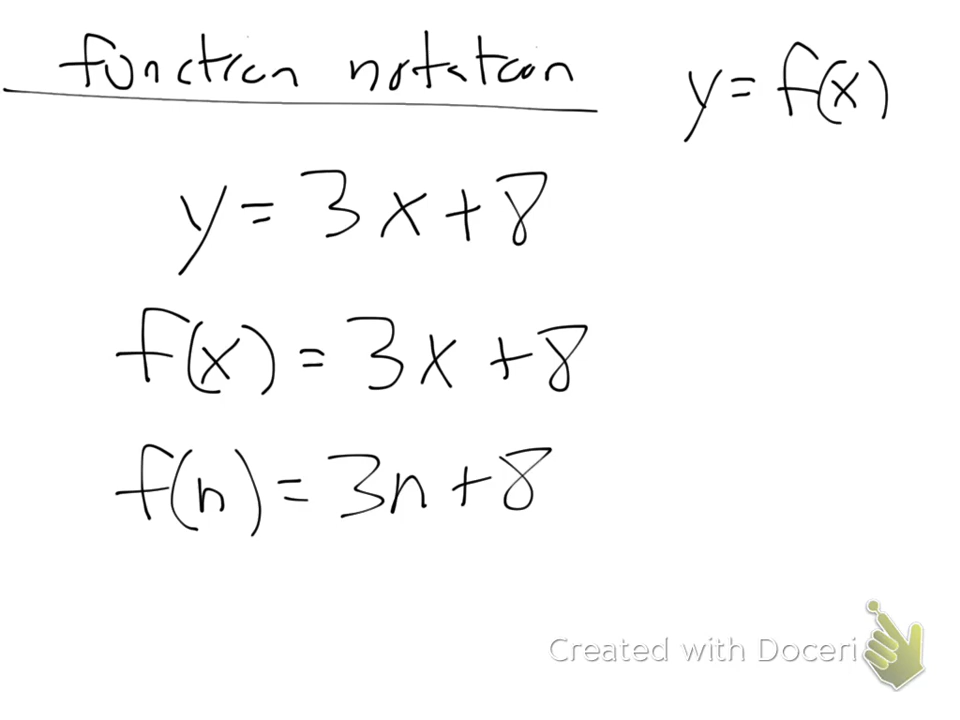 function notation
y = f(x)
y = 3x + 8
f(x) = 3x + 8
f(n) = 3n + 8
Created with Doceri